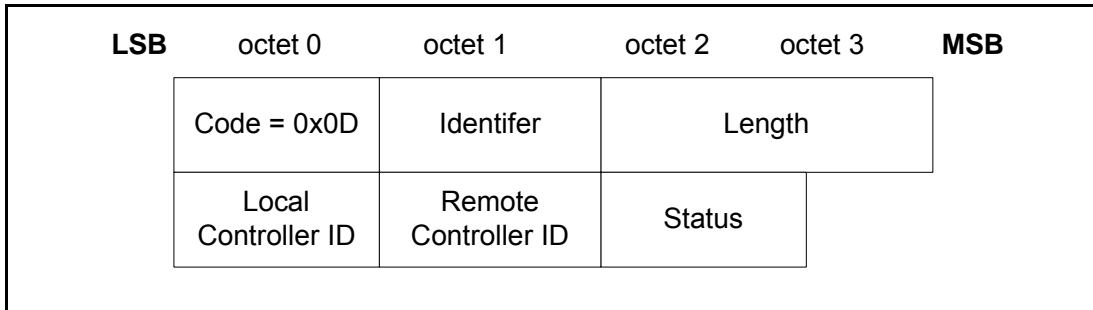 LSB octet 0 octet 1 octet 2 octet 3 MSB
Code = 0x0D Identifer Length
Local Controller ID Remote Controller ID Status